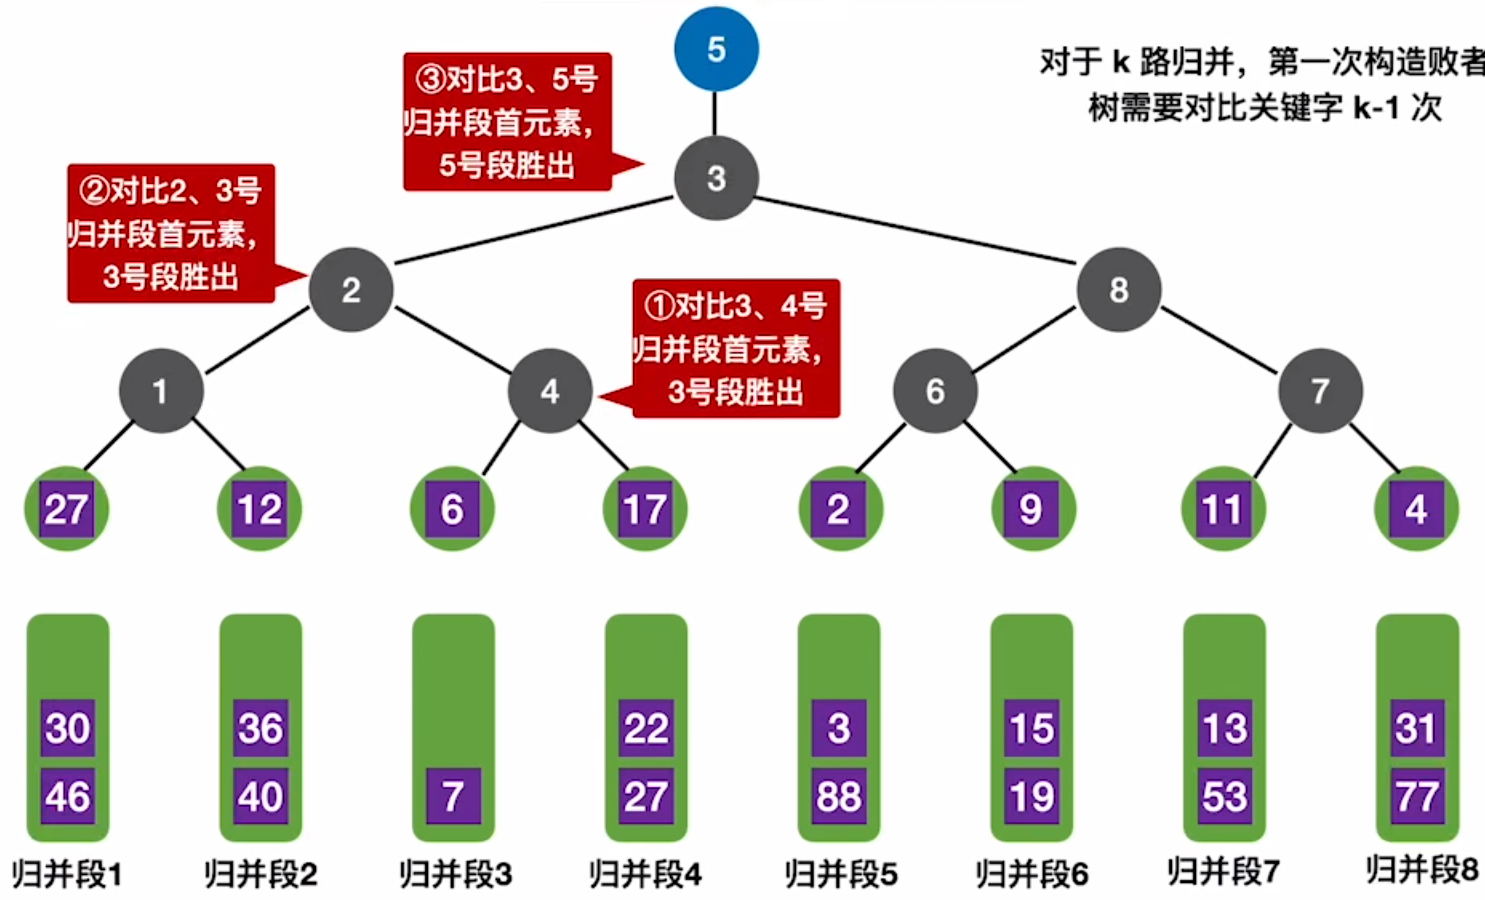 5
对于 k 路归并，第一次构造败者
树需要对比关键字 k-1 次
③对比3、5号
归并段首元素，
5号段胜出
3
②对比2、3号
归并段首元素，
3号段胜出
2
8
①对比3、4号
归并段首元素，
3号段胜出
1
4
6
7
27 12 6 17 2 9 11 4
30 36 22 3 15 13 31
46 40 7 27 88 19 53 77
归并段1 归并段2 归并段3 归并段4 归并段5 归并段6 归并段7 归并段8